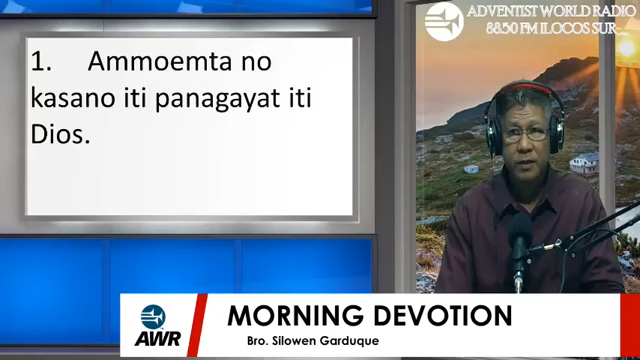 ADVENTIST WORLD RADIO
88.50 FM ILOCOS SUR
1. Ammoemta no
kasano iti panagayat iti
Dios.
AWR
MORNING DEVOTION
Bro. Silowen Garduque